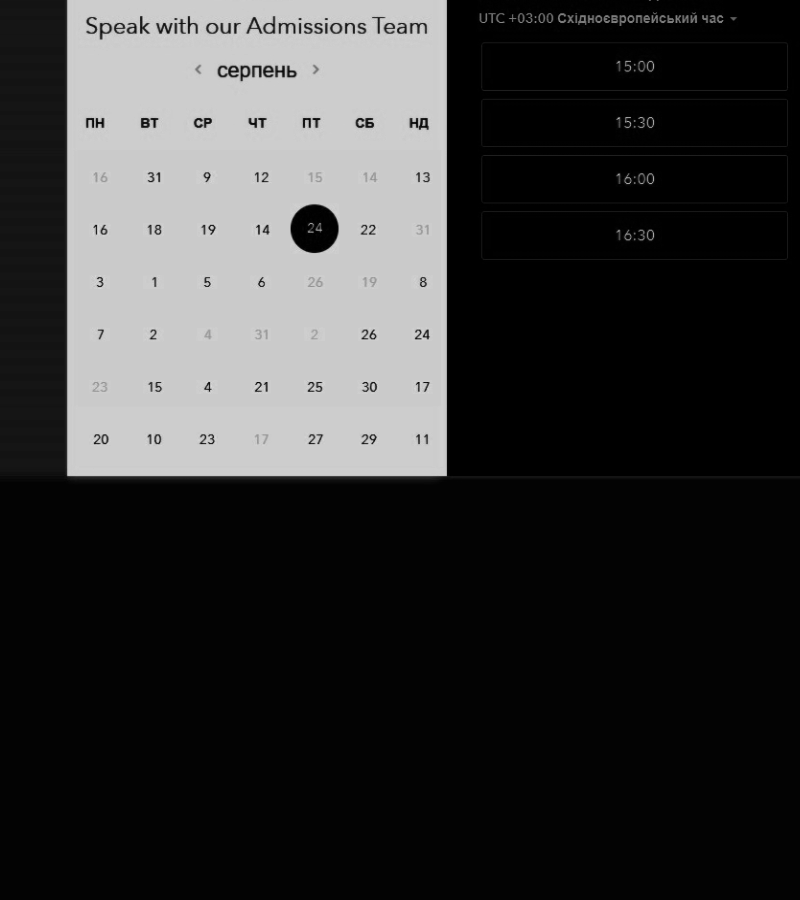 Speak with our Admissions Team
серпень
ПН ВТ СР ЧТ ПТ СБ НД
16 31 9 12 15 14 13
16 18 19 14 24 22 31
3 1 5 6 26 19 8
7 2 4 31 2 26 24
23 15 4 21 25 30 17
20 10 23 17 27 29 11
UTC +03:00 Східноєвропейський час
15:00
15:30
16:00
16:30